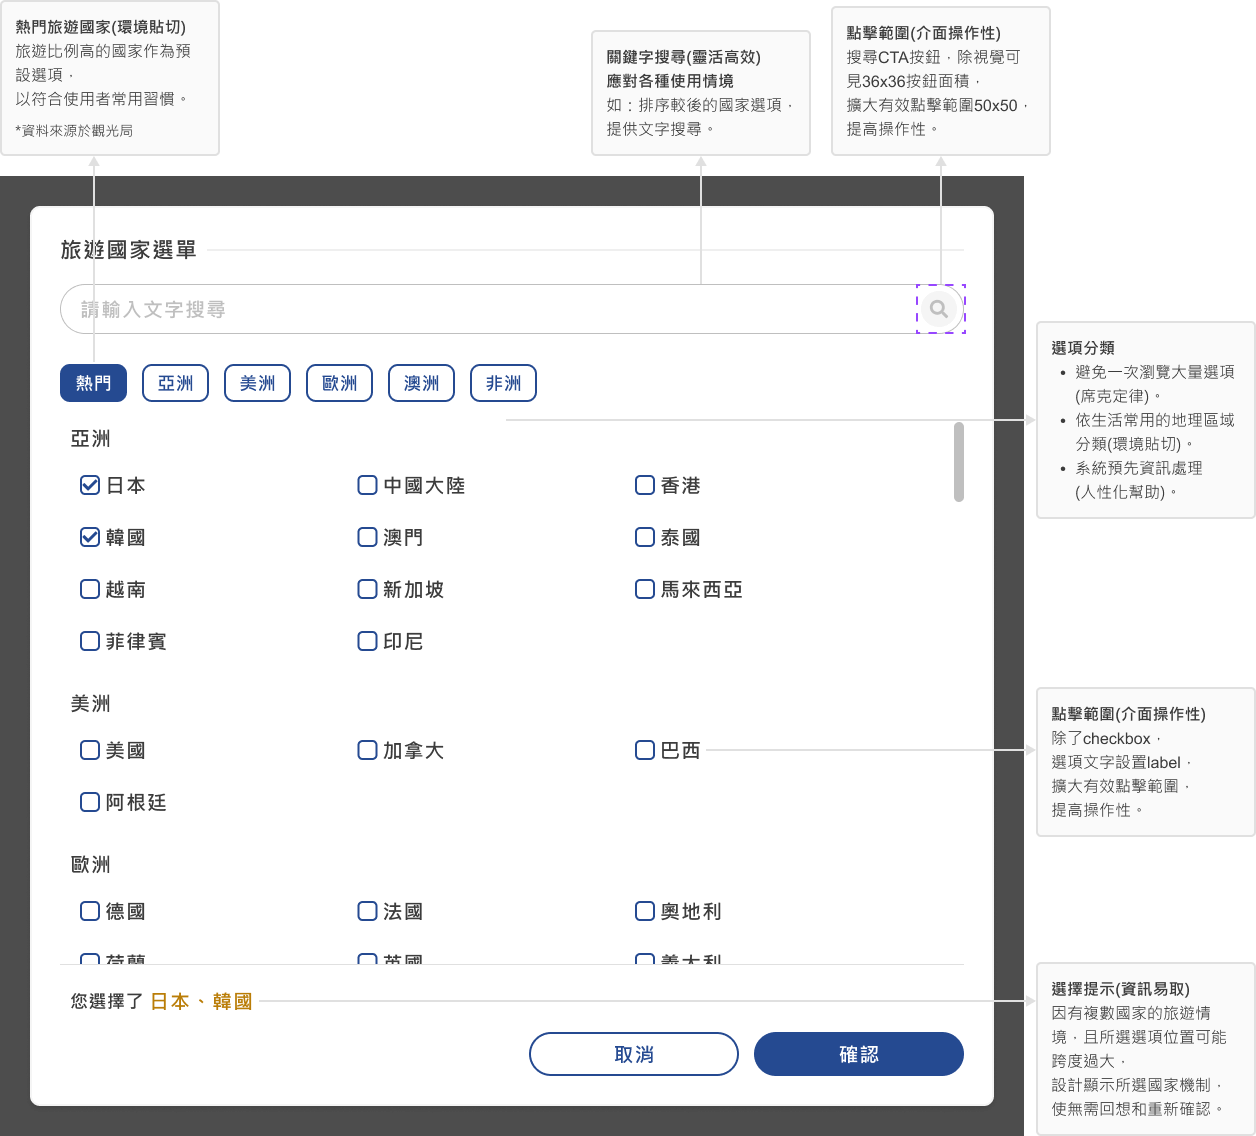 熱門旅遊國家(環境貼切)
旅遊比例高的國家作為預
設選項，
以符合使用者常用習慣。
*資料來源於觀光局
關鍵字搜尋(靈活高效)
應對各種使用情境
如：排序較後的國家選項，
提供文字搜尋。
點擊範圍(介面操作性)
搜尋CTA按鈕，除視覺可
見36x36按鈕面積，
擴大有效點擊範圍50x50，
提高操作性。
旅遊國家選單
請輸入文字搜尋
熱門 亞洲 美洲 歐洲 澳洲 非洲
亞洲
日本 中國大陸 香港
韓國 澳門 泰國
越南 新加坡 馬來西亞
菲律賓 印尼
美洲
美國 加拿大 巴西
阿根廷
歐洲
德國 法國 奧地利
荷蘭 英國 義大利
您選擇了 日本、韓國
取消 確認
選項分類
• 避免一次瀏覽大量選項
(席克定律)。
• 依生活常用的地理區域
分類(環境貼切)。
• 系統預先資訊處理
(人性化幫助)。
點擊範圍(介面操作性)
除了checkbox，
選項文字設置label，
擴大有效點擊範圍，
提高操作性。
選擇提示(資訊易取)
因有複數國家的旅遊情
境，且所選選項位置可能
跨度過大，
設計顯示所選國家機制，
使無需回想和重新確認。